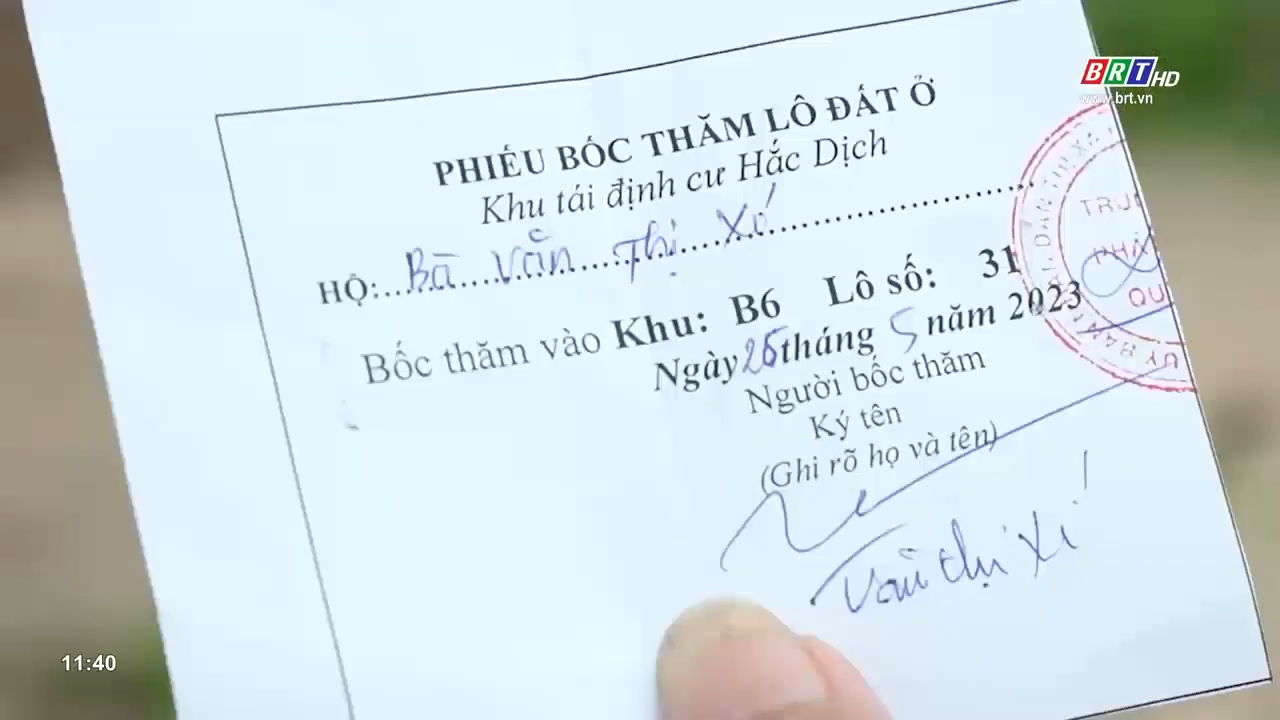 BRT HD
www.brt.vn
PHIẾU BỐC THĂM LÔ ĐẤT Ở
Khu tái định cư Hắc Dịch
HỘ:...Bà...Văn...Thị...Xí...............
Bốc thăm vào Khu: B6 Lô số: 31
Ngày 25 tháng 5 năm 2023
Người bốc thăm
Ký tên
(Ghi rõ họ và tên)
Văn thị Xí
11:40